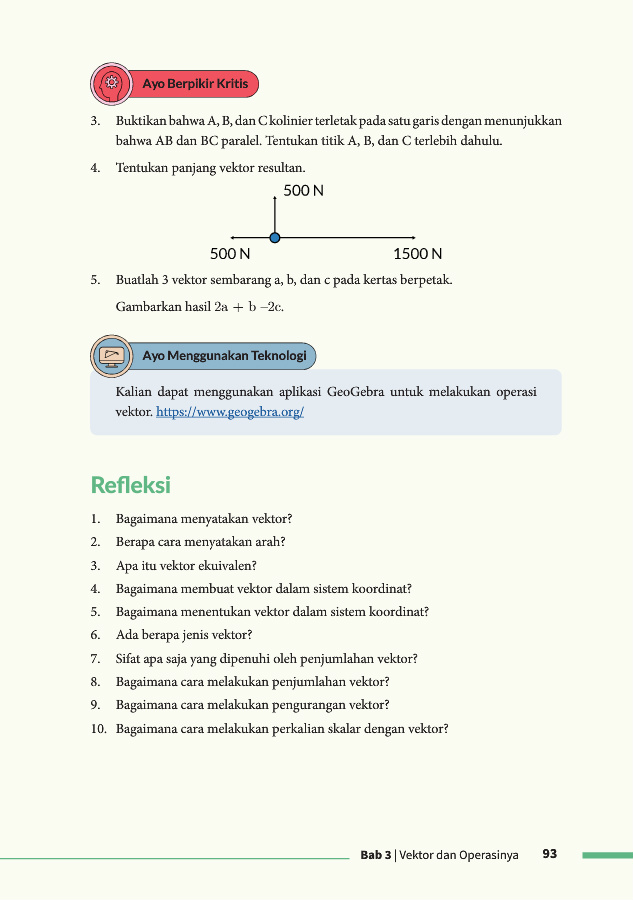 Ayo Berpikir Kritis
3. Buktikan bahwa A, B, dan C kolinier terletak pada satu garis dengan menunjukkan
bahwa AB dan BC paralel. Tentukan titik A, B, dan C terlebih dahulu.
4. Tentukan panjang vektor resultan.
500 N
500 N 1500 N
5. Buatlah 3 vektor sembarang a, b, dan c pada kertas berpetak.
Gambarkan hasil 2a + b –2c.
Ayo Menggunakan Teknologi
Kalian dapat menggunakan aplikasi GeoGebra untuk melakukan operasi
vektor. https://www.geogebra.org/
Refleksi
1. Bagaimana menyatakan vektor?
2. Berapa cara menyatakan arah?
3. Apa itu vektor ekuivalen?
4. Bagaimana membuat vektor dalam sistem koordinat?
5. Bagaimana menentukan vektor dalam sistem koordinat?
6. Ada berapa jenis vektor?
7. Sifat apa saja yang dipenuhi oleh penjumlahan vektor?
8. Bagaimana cara melakukan penjumlahan vektor?
9. Bagaimana cara melakukan pengurangan vektor?
10. Bagaimana cara melakukan perkalian skalar dengan vektor?
Bab 3 | Vektor dan Operasinya 93